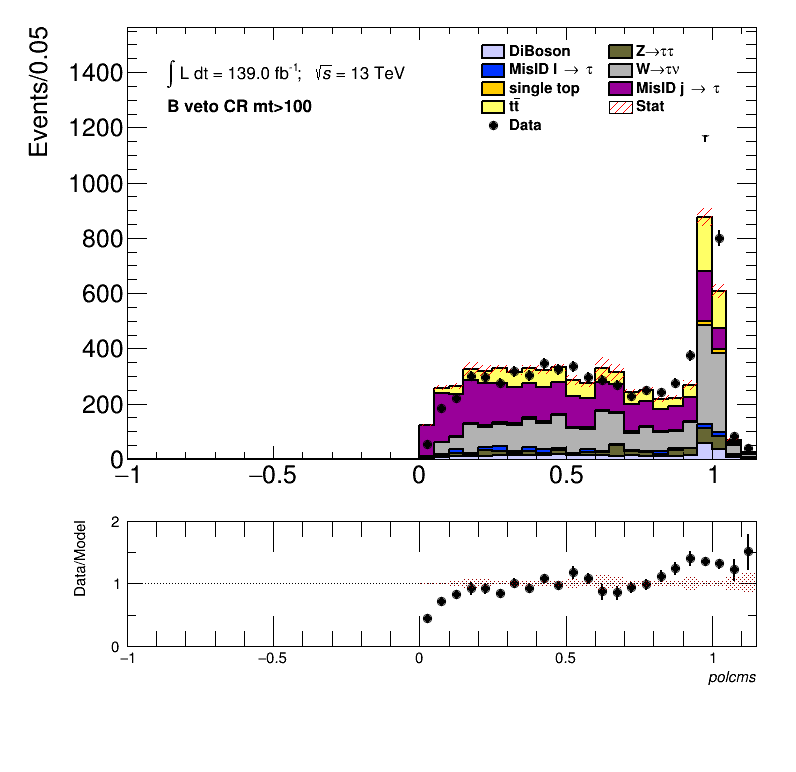 Events/0.05
∫ L dt = 139.0 fb⁻¹; √s = 13 TeV
B veto CR mt>100
DiBoson
MisID l → τ
single top
tt̄
Data
Z→ττ
W→τν
MisID j → τ
Stat
1400
1200
1000
800
600
400
200
0
−1 −0.5 0 0.5 1
Data/Model
2
1
0
−1 −0.5 0 0.5 1
polcms